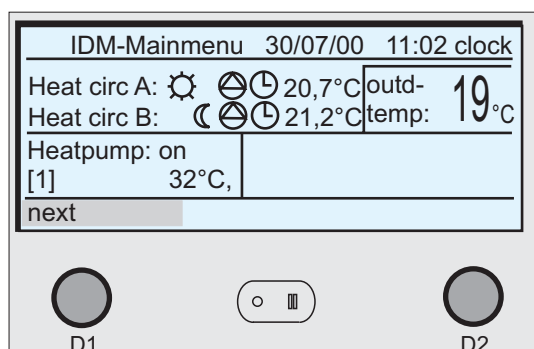 IDM-Mainmenu 30/07/00 11:02 clock
Heat circ A: 20,7°C outd- 19°C
Heat circ B: 21,2°C temp:
Heatpump: on
[1] 32°C,
next
D1 D2